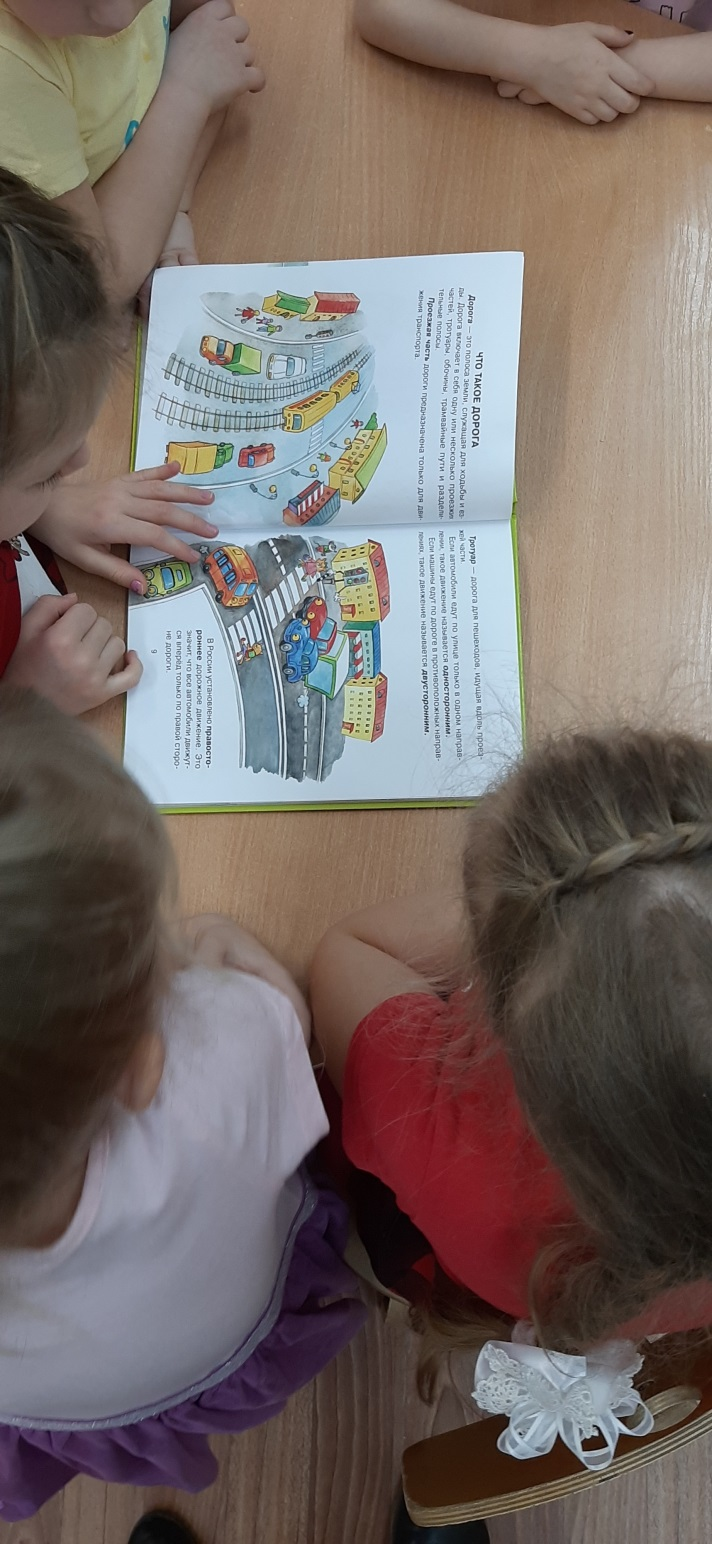 ЧТО ТАКОЕ ДОРОГА
Дорога — это полоса земли, служащая для ходьбы и ез-
ды. Дорога включает в себя одну или несколько проезжих
частей, тротуары, обочины, трамвайные пути и раздели-
тельные полосы.
Проезжая часть дороги предназначена только для дви-
жения транспорта.
Тротуар — дорога для пешеходов, идущая вдоль проез-
жей части.
Если автомобили едут по улице только в одном направ-
лении, такое движение называется односторонним.
Если машины едут по дороге в противоположных направ-
лениях, такое движение называется двусторонним.
В России установлено правосто-
роннее дорожное движение. Это
значит, что все автомобили движут-
ся вперёд только по правой сторо-
не дороги.
9